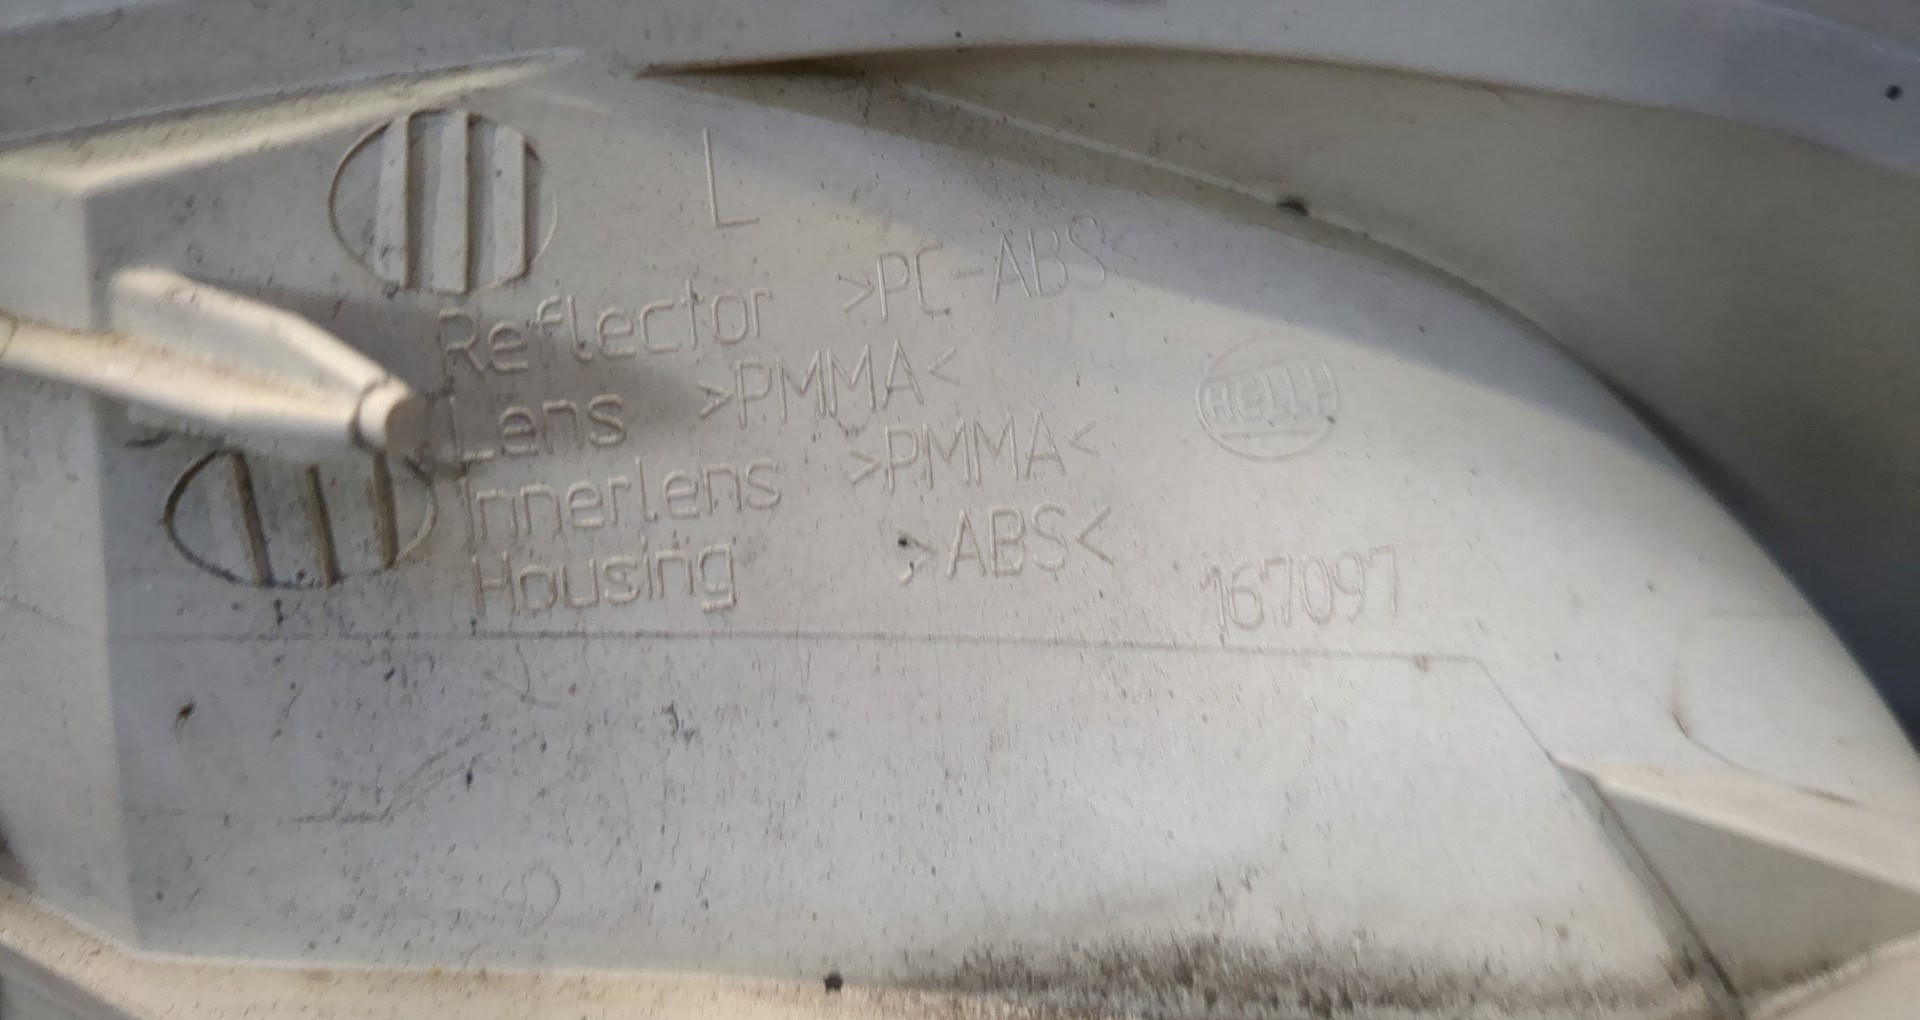 L
Reflector >PC-ABS<
Lens >PMMA<
Innerlens >PMMA<
Housing >ABS<
HELLA
167097